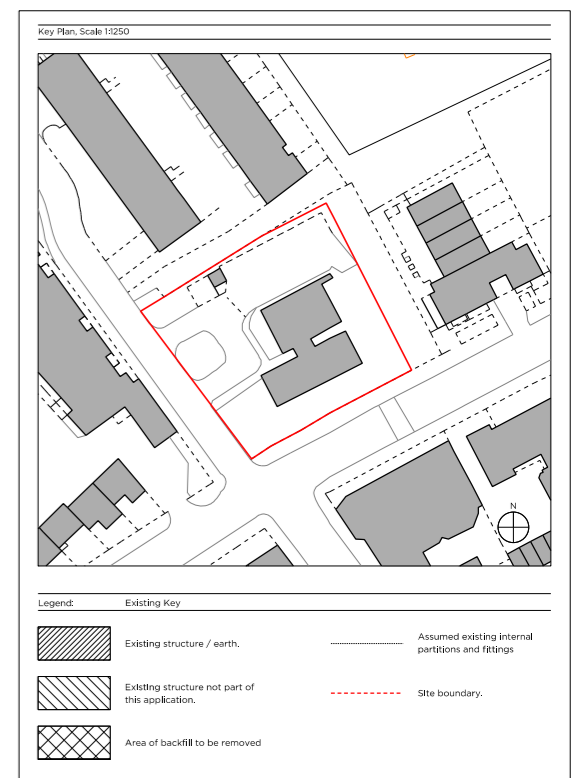 Key Plan, Scale 1:1250
N
Legend: Existing Key
Existing structure / earth.
Assumed existing internal
partitions and fittings
Existing structure not part of
this application.
Site boundary.
Area of backfill to be removed